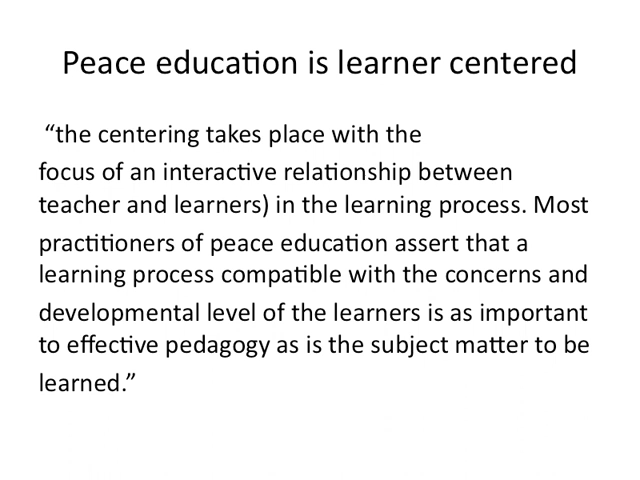 Peace education is learner centered
“the centering takes place with the
focus of an interactive relationship between
teacher and learners) in the learning process. Most
practitioners of peace education assert that a
learning process compatible with the concerns and
developmental level of the learners is as important
to effective pedagogy as is the subject matter to be
learned.”